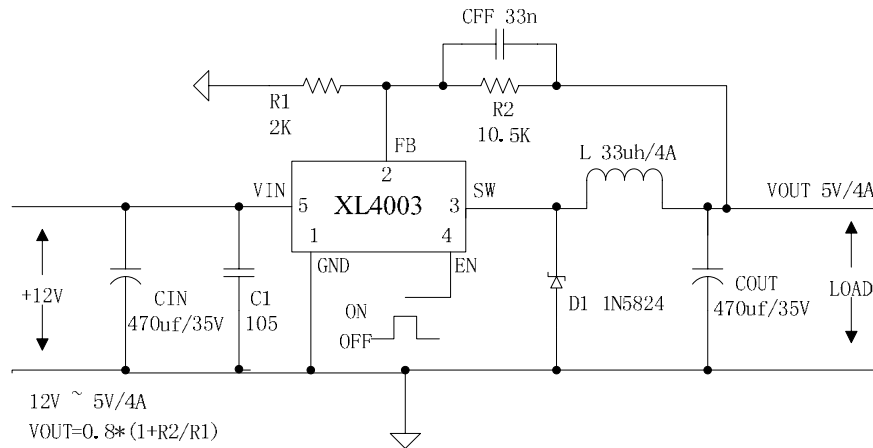 CFF 33n
R1
2K
R2
10.5K
FB
L 33uh/4A
VIN
2
SW
VOUT 5V/4A
5
XL4003
3
1
4
GND
EN
+12V
CIN
470uf/35V
C1
105
ON
OFF
D1 1N5824
COUT
470uf/35V
LOAD
12V ~ 5V/4A
VOUT=0.8*(1+R2/R1)